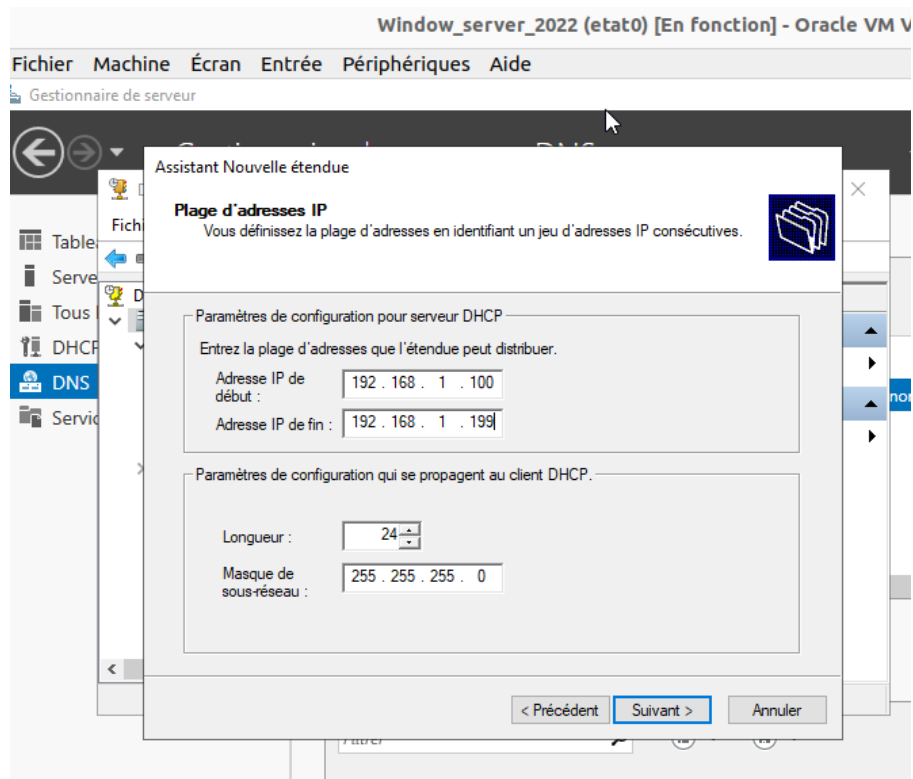 Window_server_2022 (etat0) [En fonction] - Oracle VM V
Fichier Machine Écran Entrée Périphériques Aide
Gestionnaire de serveur
Assistant Nouvelle étendue
Plage d'adresses IP
Vous définissez la plage d'adresses en identifiant un jeu d'adresses IP consécutives.
Fichi
Table
Serve
Tous
DHCP
DNS
Servic
D
Paramètres de configuration pour serveur DHCP
Entrez la plage d'adresses que l'étendue peut distribuer.
Adresse IP de
début :
192 . 168 . 1 . 100
Adresse IP de fin :
192 . 168 . 1 . 199
Paramètres de configuration qui se propagent au client DHCP.
Longueur :
24
Masque de
sous-réseau :
255 . 255 . 255 . 0
< Précédent
Suivant >
Annuler